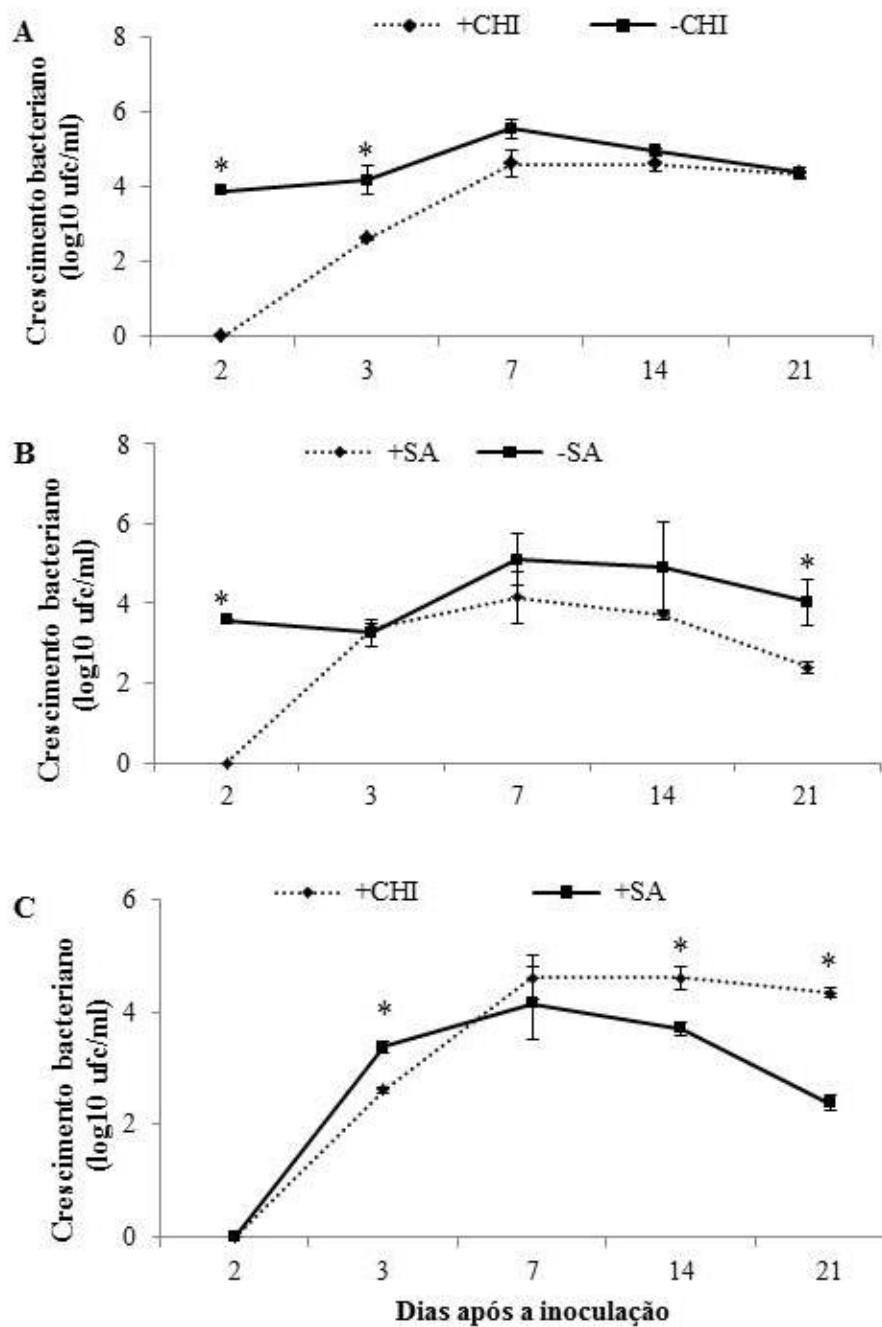 A
+CHI -CHI
Crescimento bacteriano
(log10 ufc/ml)
8
6
4
2
0
* *
2 3 7 14 21
B
+SA -SA
Crescimento bacteriano
(log10 ufc/ml)
8
6
4
2
0
* *
2 3 7 14 21
C
+CHI +SA
Crescimento bacteriano
(log10 ufc/ml)
6
4
2
0
* * *
2 3 7 14 21
Dias após a inoculação